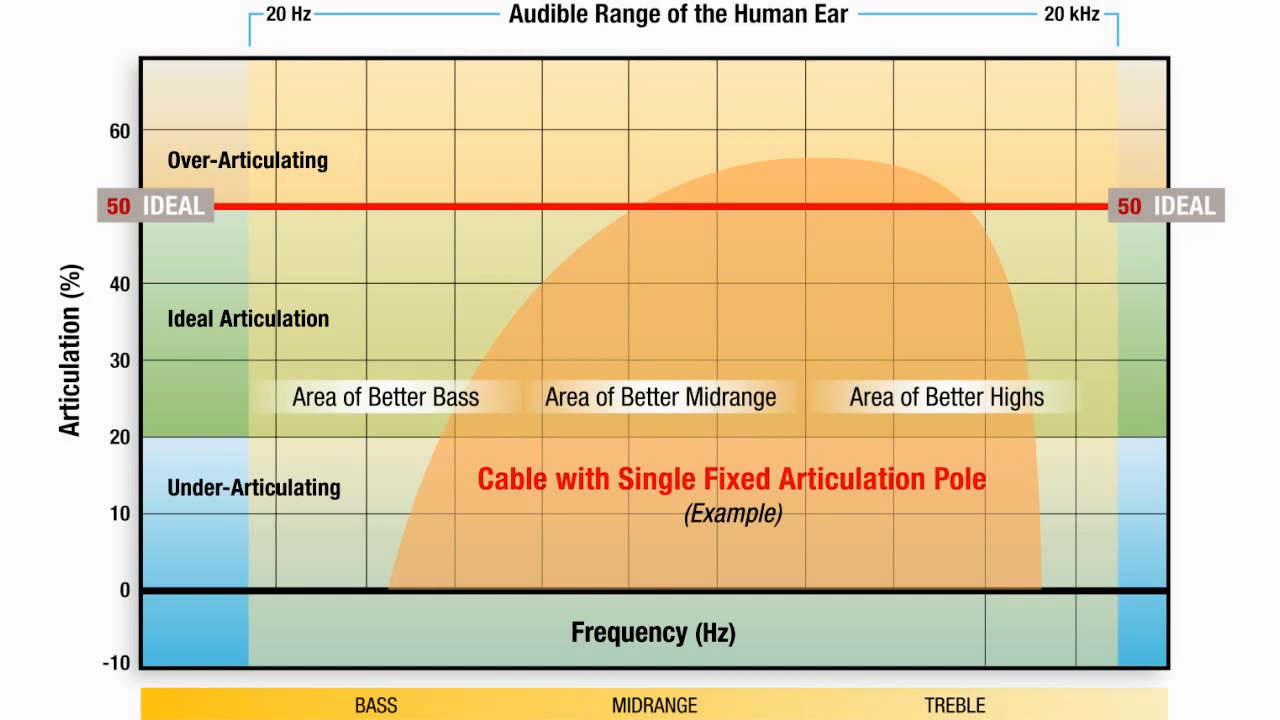 20 Hz Audible Range of the Human Ear 20 kHz
60
Over-Articulating
50 IDEAL 50 IDEAL
40
Ideal Articulation
30
Articulation (%)
Area of Better Bass Area of Better Midrange Area of Better Highs
20
Cable with Single Fixed Articulation Pole
Under-Articulating
(Example)
10
0
Frequency (Hz)
-10
BASS MIDRANGE TREBLE